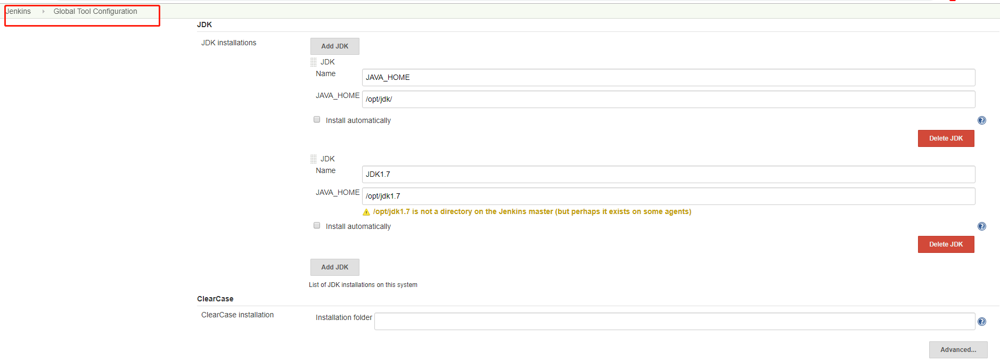 Jenkins Global Tool Configuration
JDK
JDK installations
Add JDK
JDK
Name JAVA_HOME
JAVA_HOME /opt/jdk/
Install automatically
Delete JDK
JDK
Name JDK1.7
JAVA_HOME /opt/jdk1.7
/opt/jdk1.7 is not a directory on the Jenkins master (but perhaps it exists on some agents)
Install automatically
Delete JDK
Add JDK
List of JDK installations on this system
ClearCase
ClearCase installation Installation folder
Advanced...